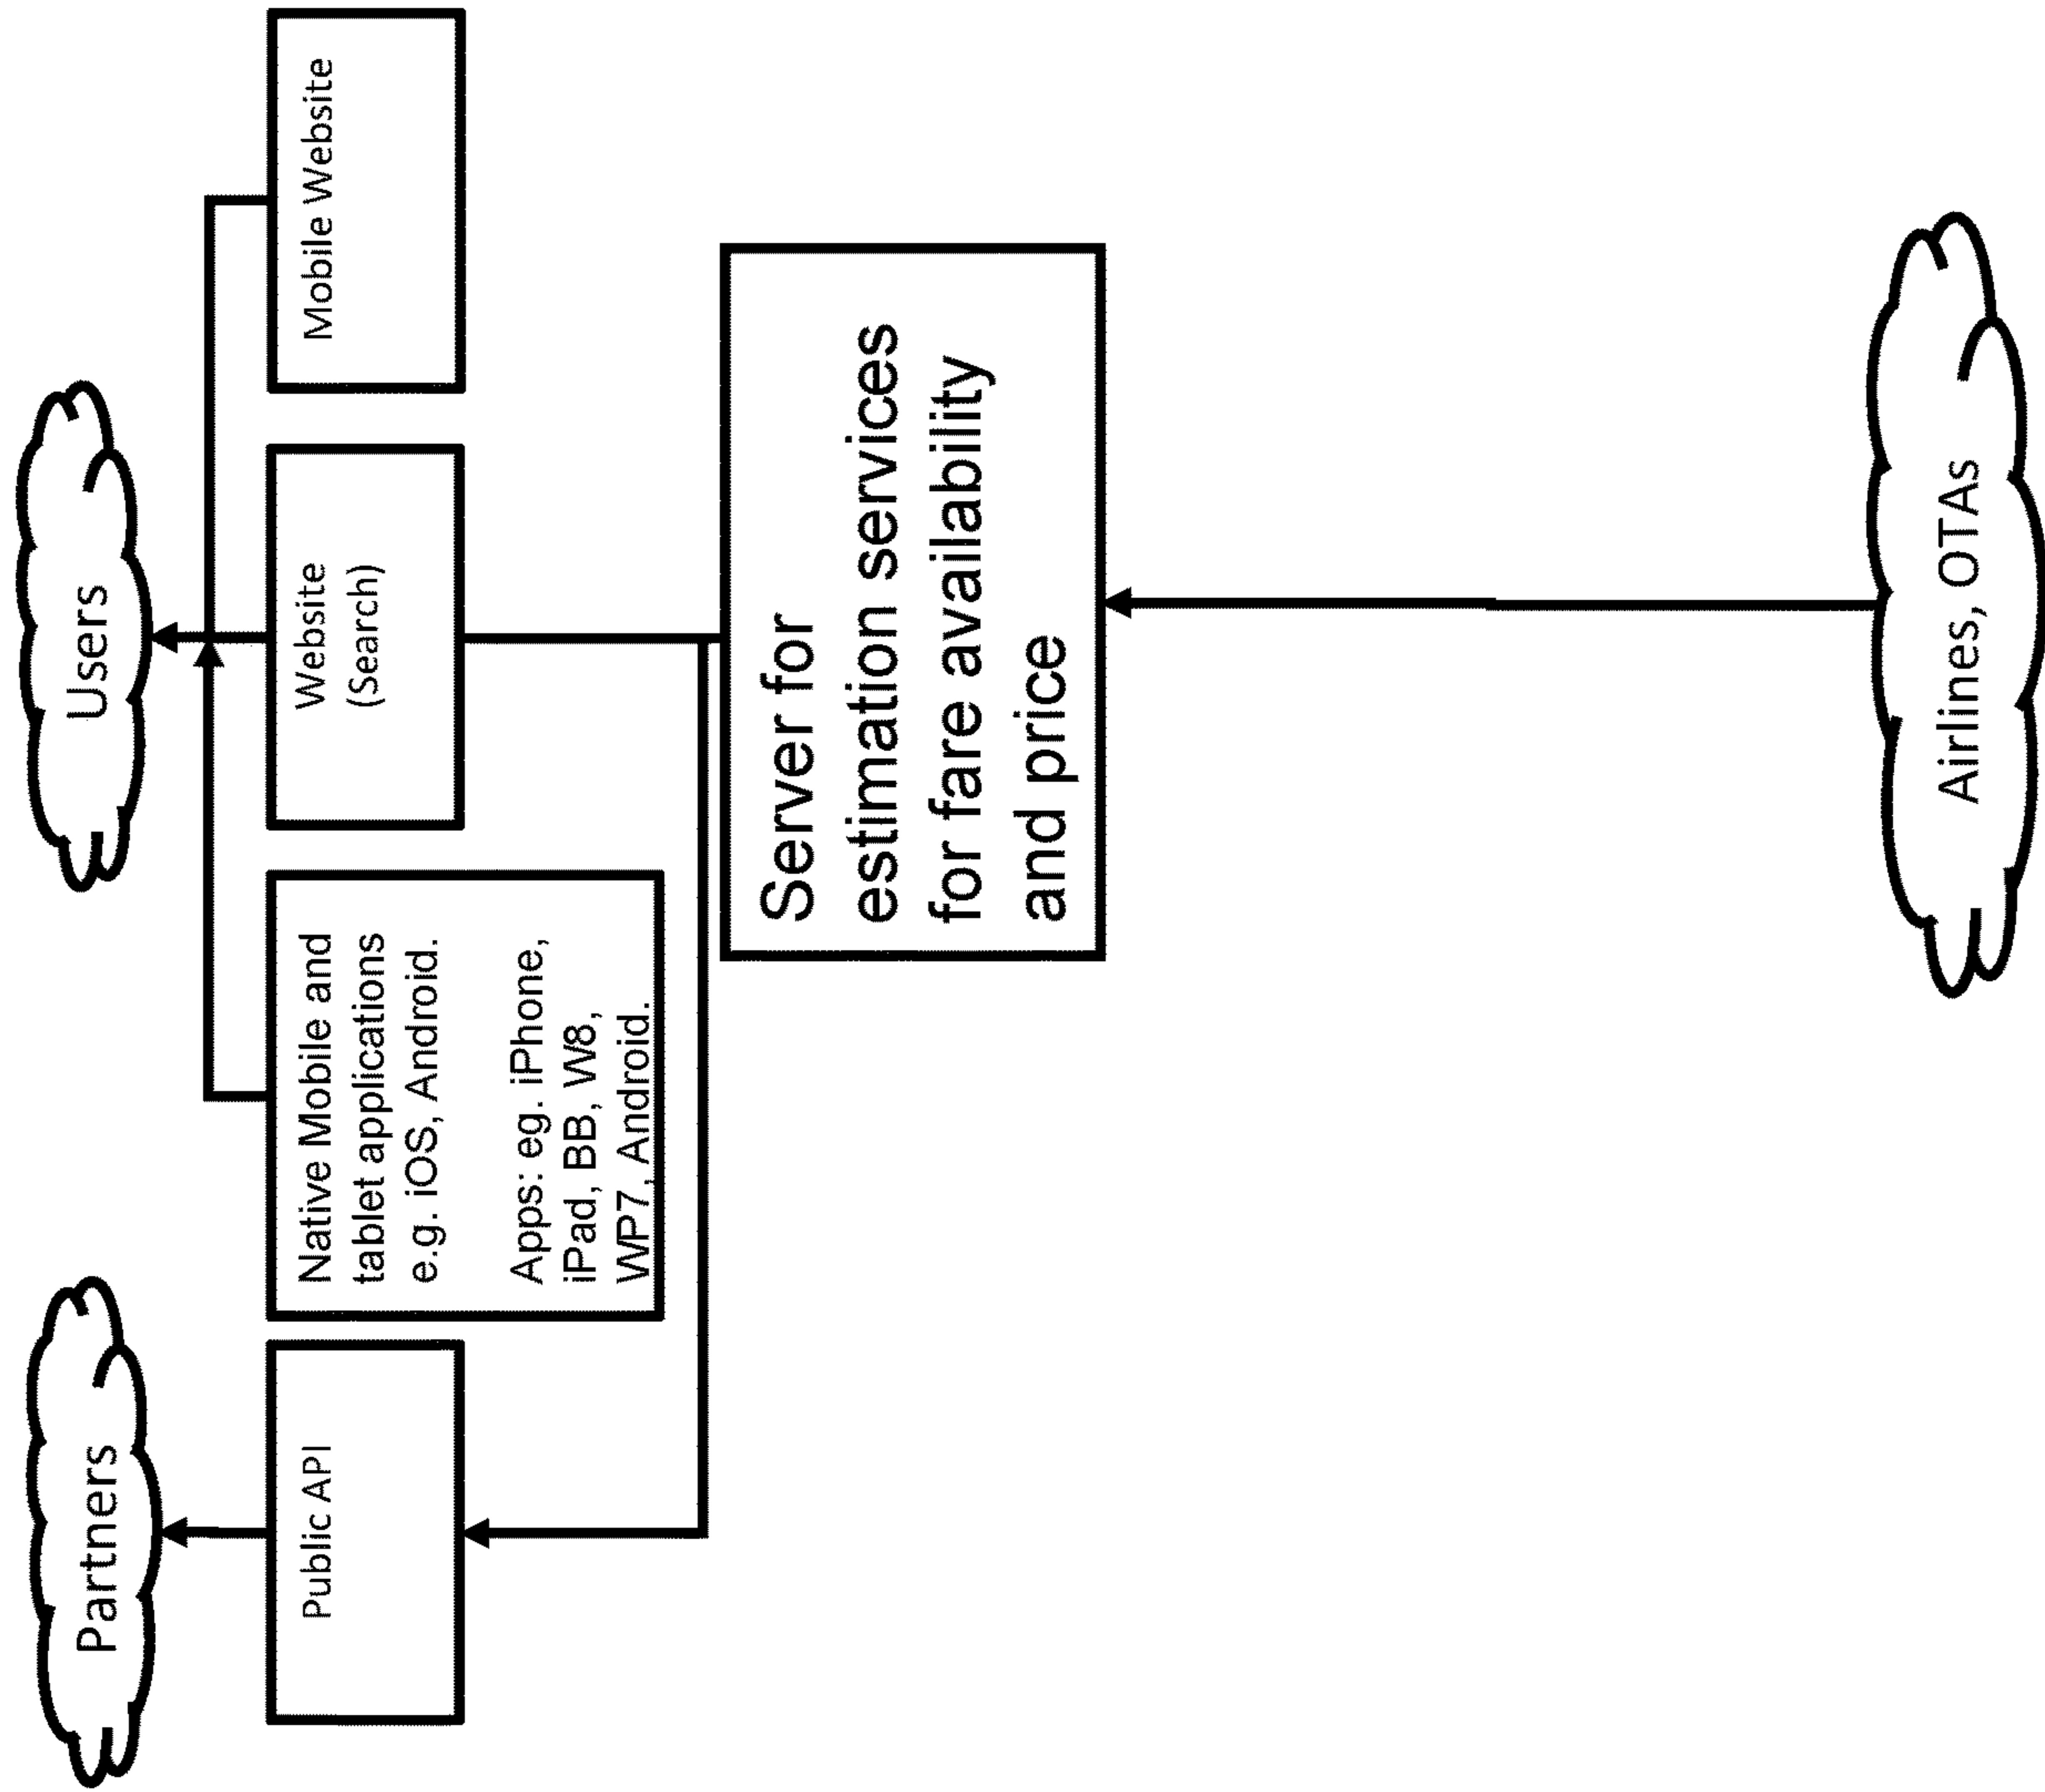 Partners
Users
Public API
Native Mobile and
tablet applications
e.g. iOS, Android.
Apps: eg. iPhone,
iPad, BB, W8,
WP7, Android.
Website
(Search)
Mobile Website
Server for
estimation services
for fare availability
and price
Airlines, OTAs